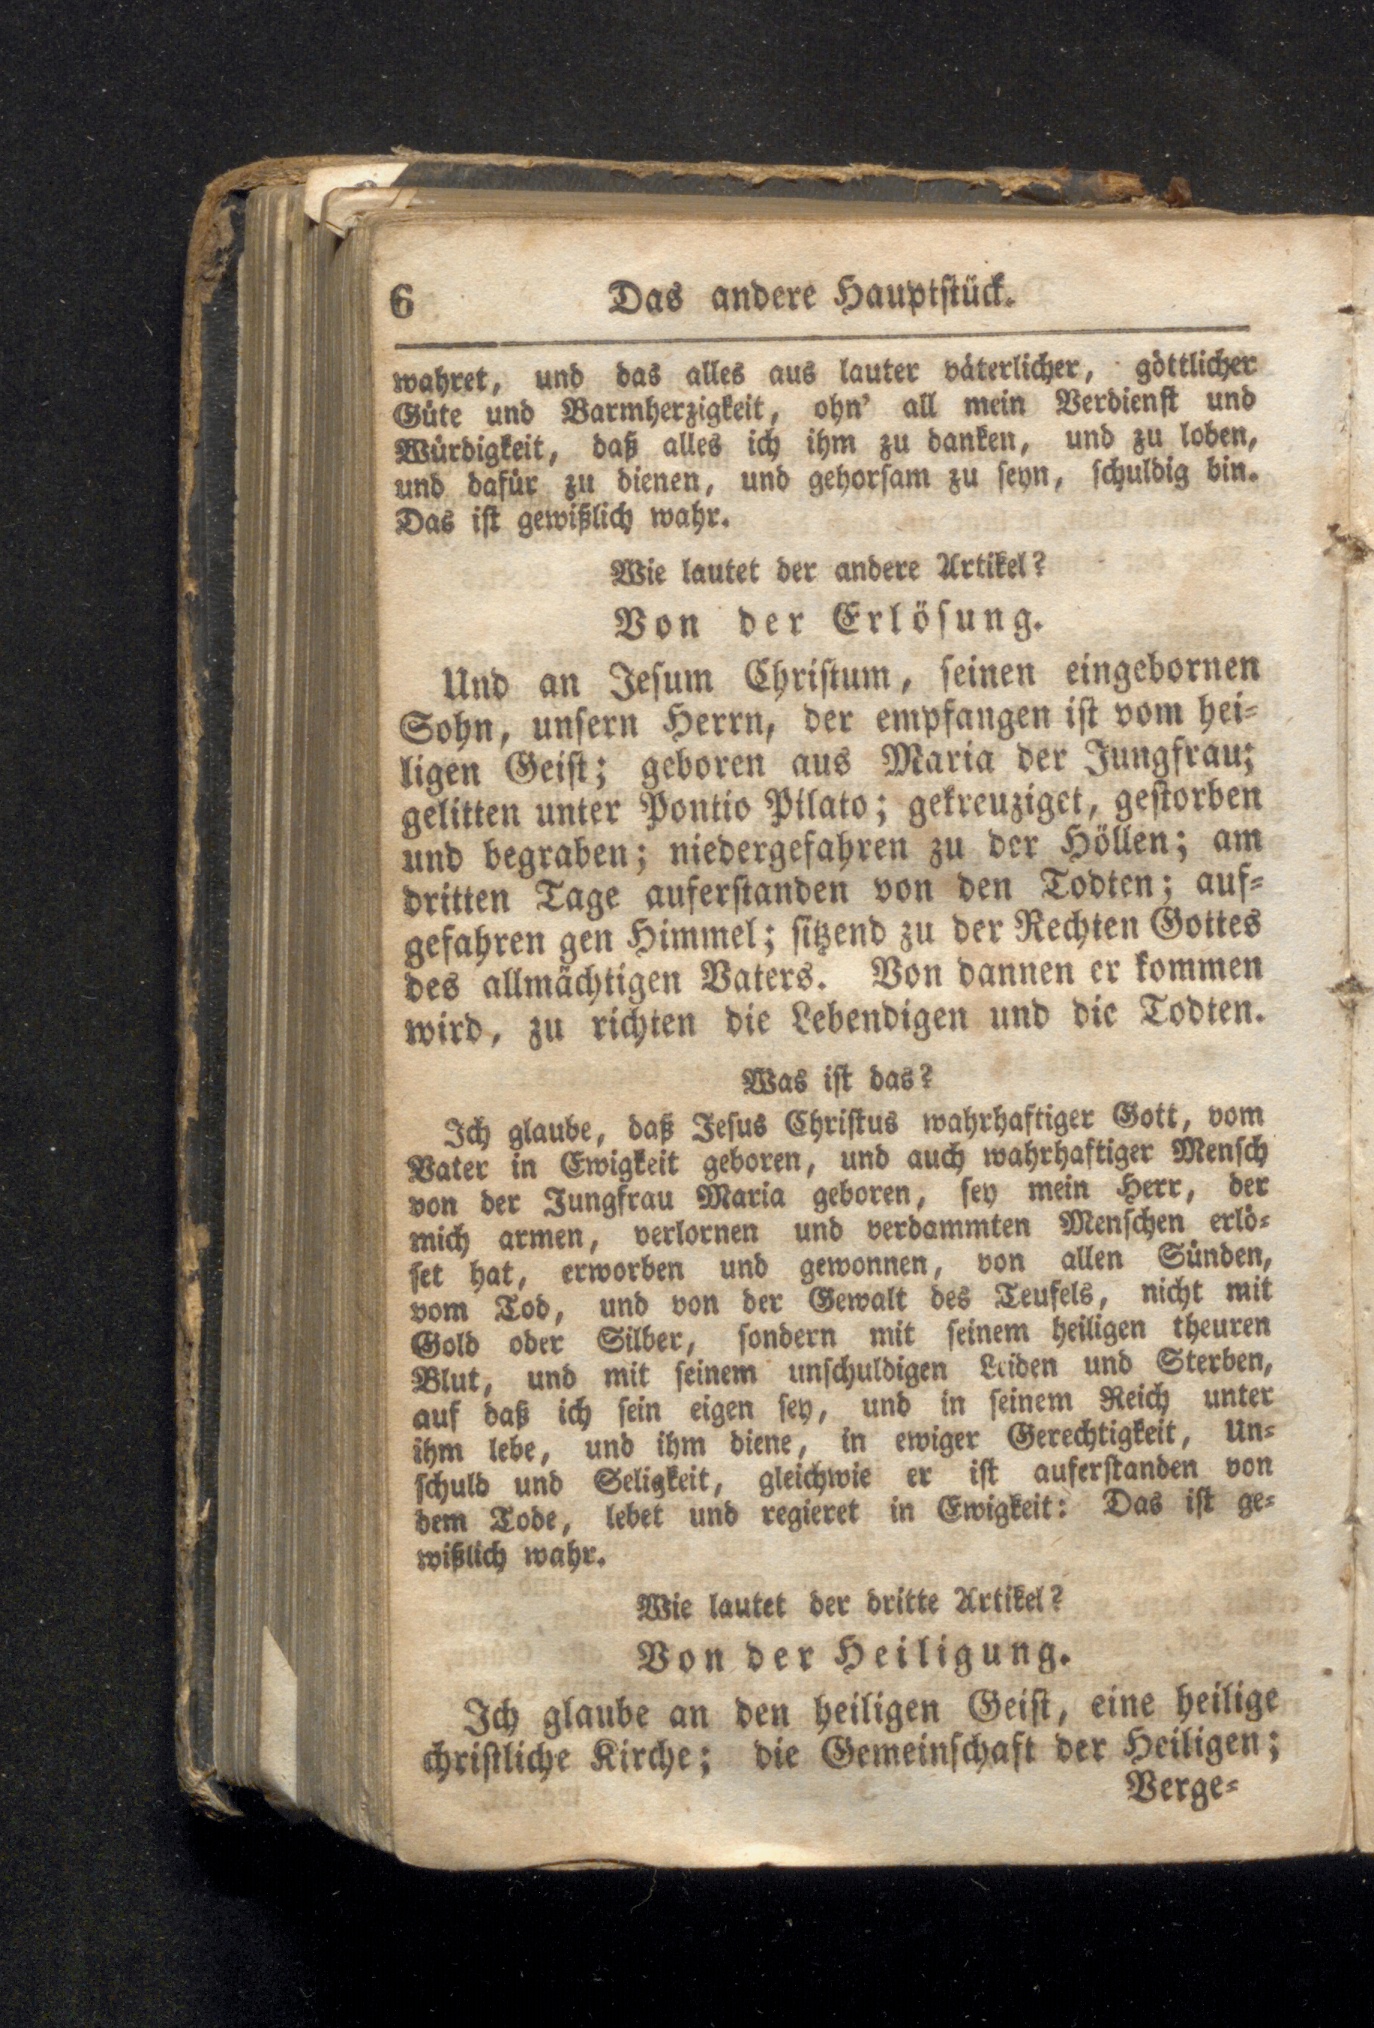 6 Das andere Hauptstück.
wahret, und das alles aus lauter väterlicher, göttlicher
Güte und Barmherzigkeit, ohn' all mein Verdienst und
Würdigkeit, daß alles ich ihm zu danken, und zu loben,
und dafür zu dienen, und gehorsam zu seyn, schuldig bin.
Das ist gewißlich wahr.
Wie lautet der andere Artikel?
Von der Erlösung.
Und an Jesum Christum, seinen eingebornen
Sohn, unsern Herrn, der empfangen ist vom hei-
ligen Geist; geboren aus Maria der Jungfrau;
gelitten unter Pontio Pilato; gekreuziget, gestorben
und begraben; niedergefahren zu der Höllen; am
dritten Tage auferstanden von den Todten; auf-
gefahren gen Himmel; sitzend zu der Rechten Gottes
des allmächtigen Vaters. Von dannen er kommen
wird, zu richten die Lebendigen und die Todten.
Was ist das?
Ich glaube, daß Jesus Christus wahrhaftiger Gott, vom
Vater in Ewigkeit geboren, und auch wahrhaftiger Mensch
von der Jungfrau Maria geboren, sey mein Herr, der
mich armen, verlornen und verdammten Menschen erlö-
set hat, erworben und gewonnen, von allen Sünden,
vom Tod, und von der Gewalt des Teufels, nicht mit
Gold oder Silber, sondern mit seinem heiligen theuren
Blut, und mit seinem unschuldigen Leiden und Sterben,
auf daß ich sein eigen sey, und in seinem Reich unter
ihm lebe, und ihm diene, in ewiger Gerechtigkeit, Un-
schuld und Seligkeit, gleichwie er ist auferstanden von
dem Tode, lebet und regieret in Ewigkeit: Das ist ge-
wißlich wahr.
Wie lautet der dritte Artikel?
Von der Heiligung.
Ich glaube an den heiligen Geist, eine heilige
christliche Kirche; die Gemeinschaft der Heiligen;
Verge-